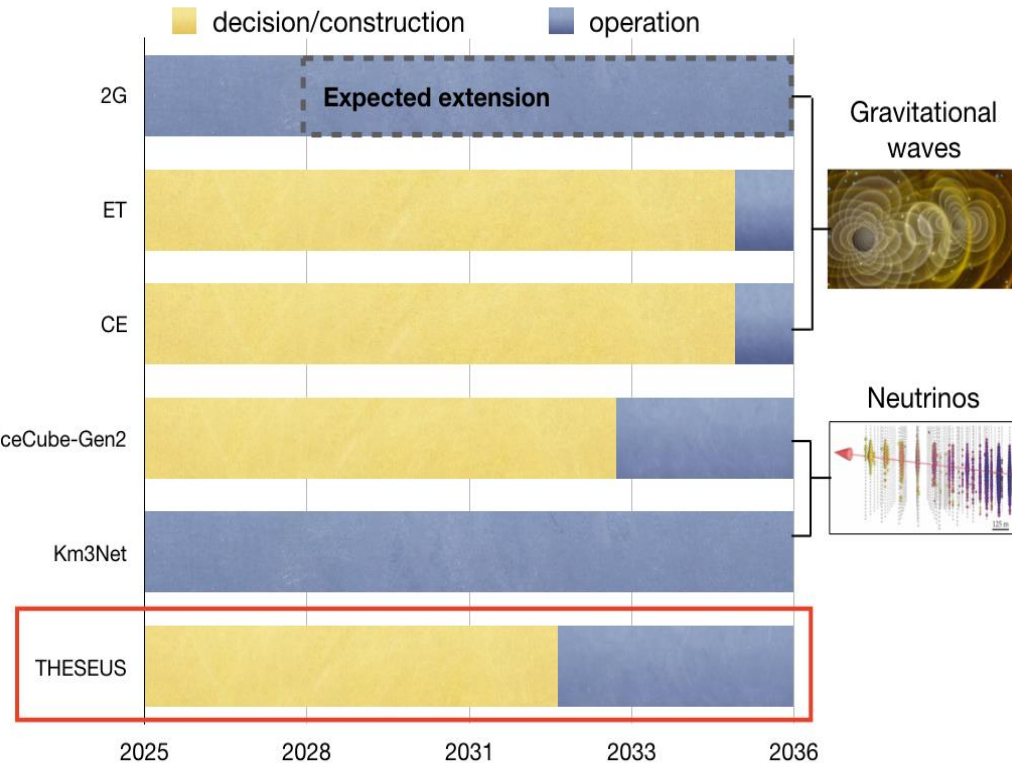 decision/construction
operation
2G
Expected extension
Gravitational
waves
ET
CE
Neutrinos
ceCube-Gen2
125 m
Km3Net
THESEUS
2025
2028
2031
2033
2036